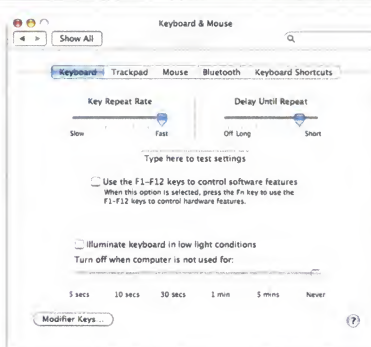 Keyboard & Mouse
Show All
Keyboard Trackpad Mouse Bluetooth Keyboard Shortcuts
Key Repeat Rate Delay Until Repeat
Slow Fast Off Long Short
Type here to test settings
Use the F1-F12 keys to control software features
When this option is selected, press the Fn key to use the
F1-F12 keys to control hardware features.
Illuminate keyboard in low light conditions
Turn off when computer is not used for:
5 secs 10 secs 30 secs 1 min 5 mins Never
Modifier Keys... ?